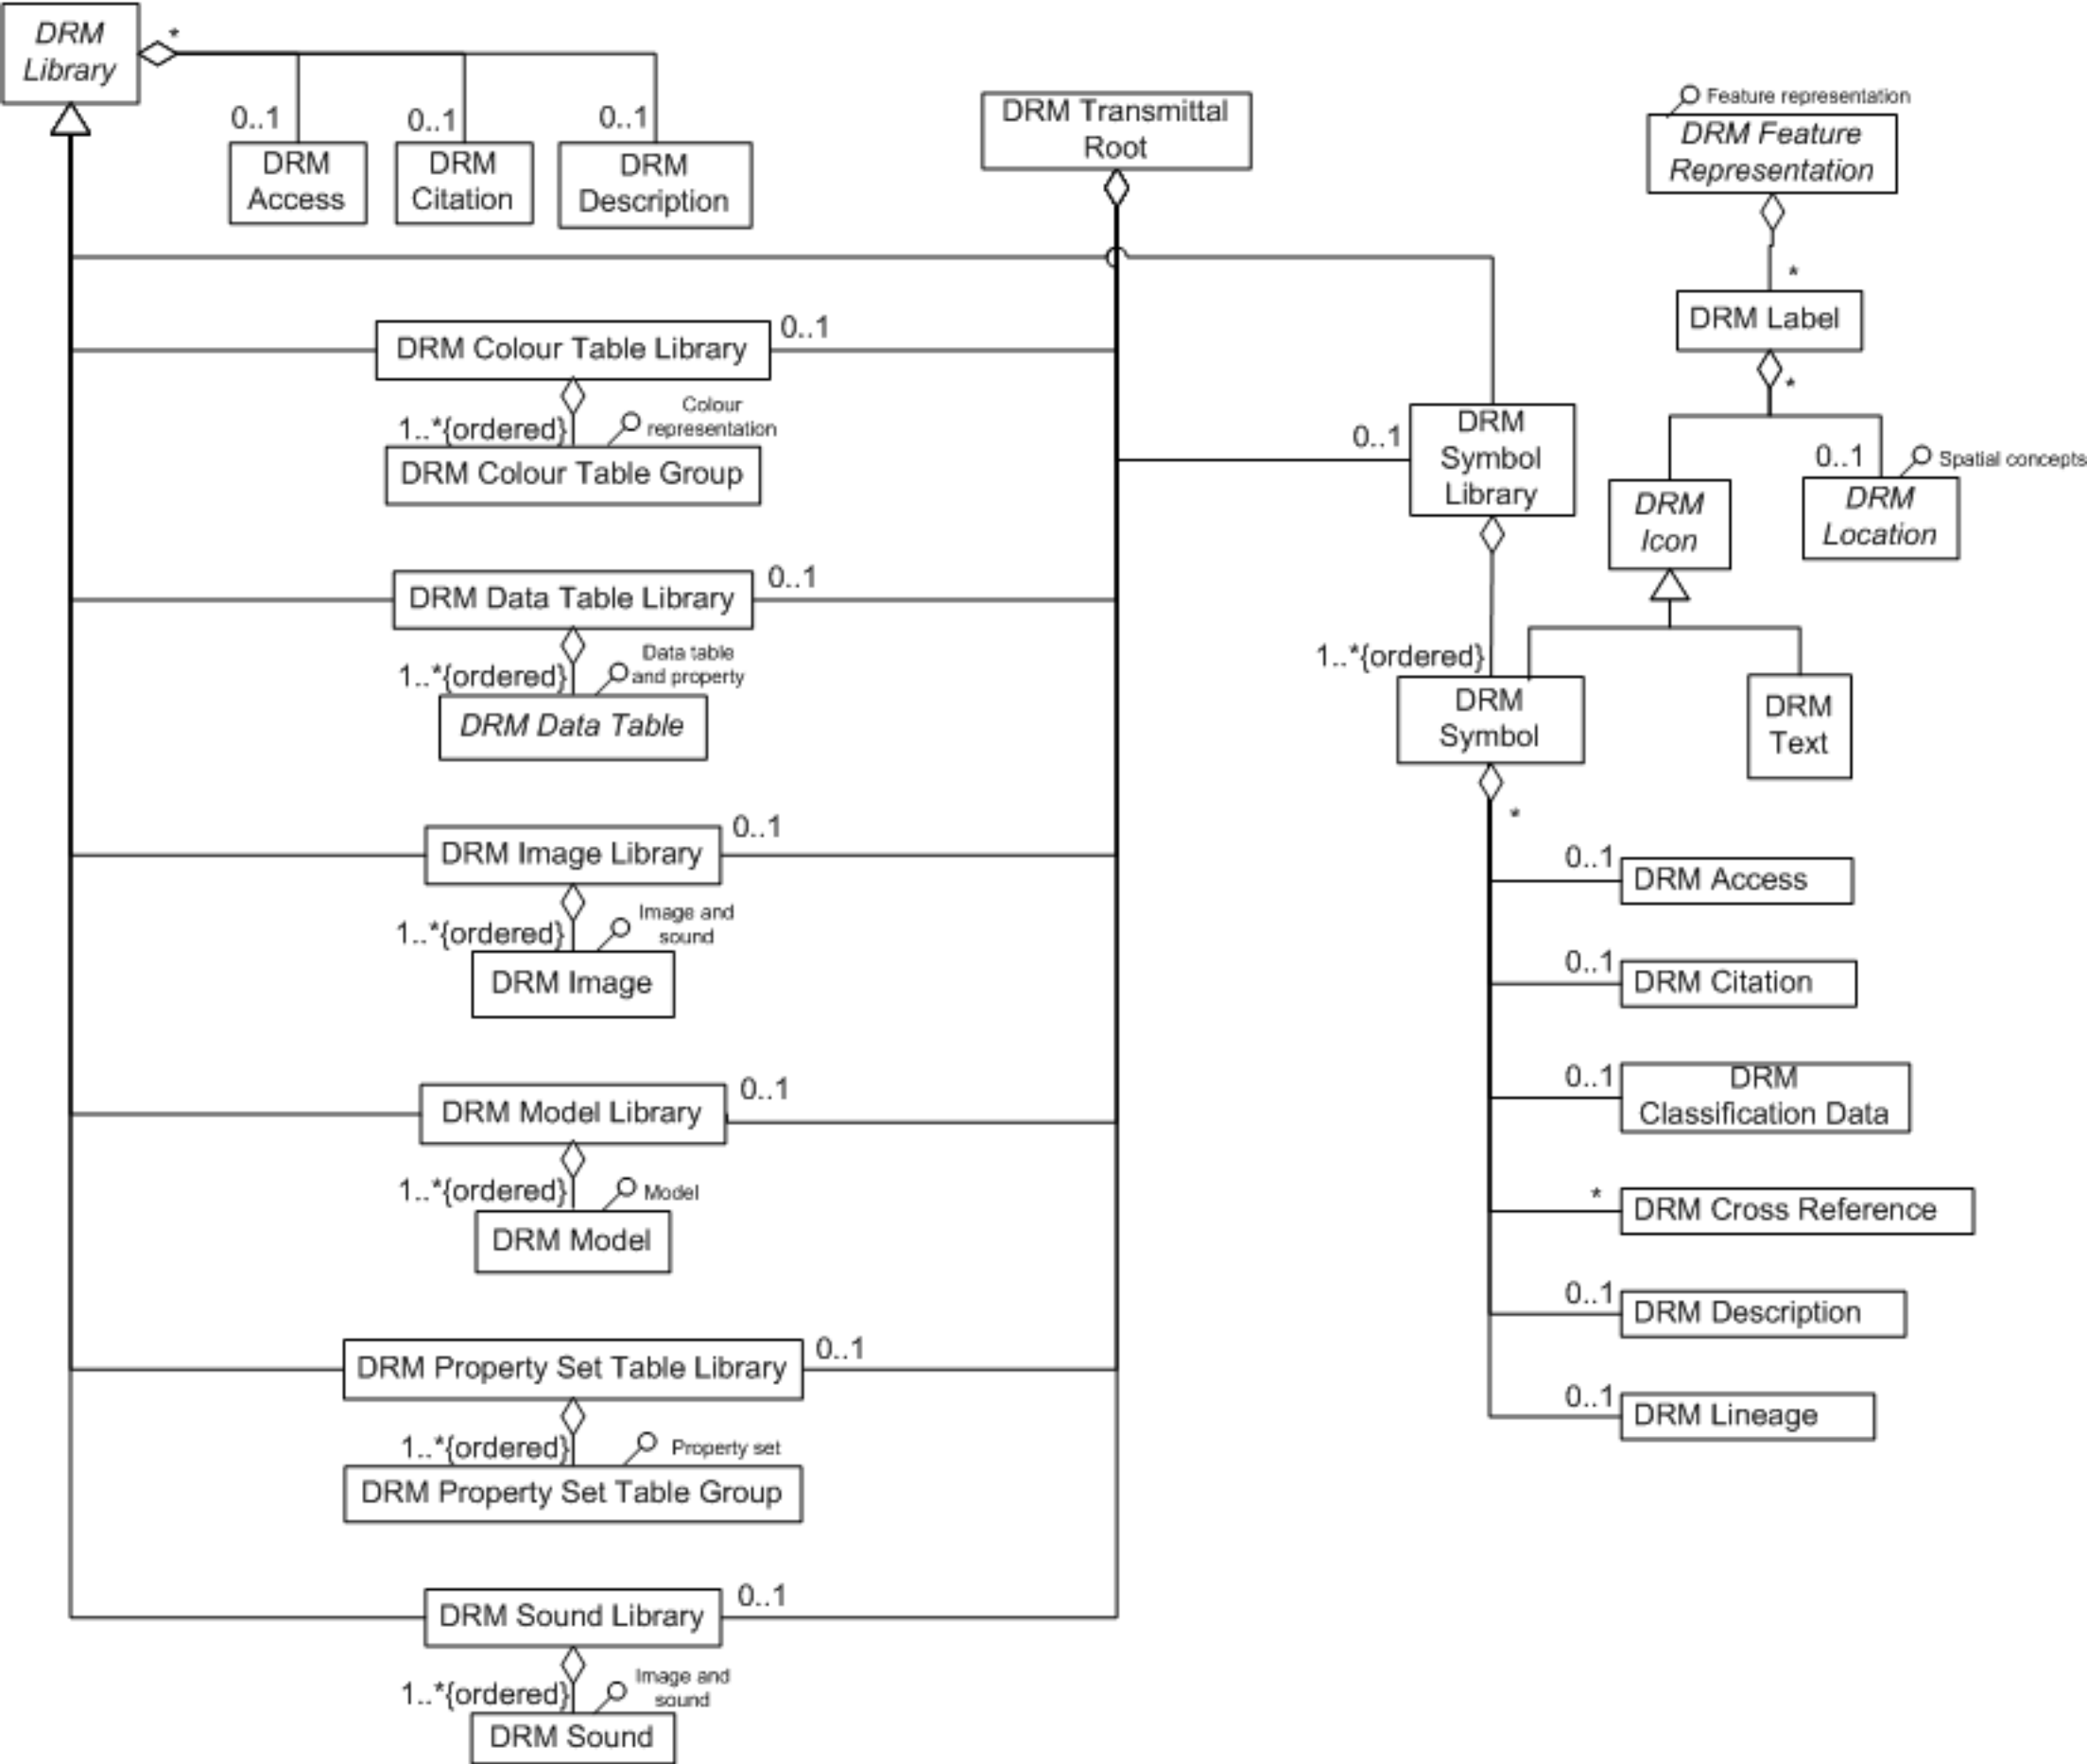 DRM
Library
*
0..1
0..1
0..1
DRM
Access
DRM
Citation
DRM
Description
DRM Transmittal
Root
Feature representation
DRM Feature
Representation
*
DRM Label
*
0..1
Spatial concepts
DRM
Icon
DRM
Location
DRM Colour Table Library
0..1
1..*{ordered}
Colour
representation
DRM Colour Table Group
0..1
DRM
Symbol
Library
DRM Data Table Library
0..1
1..*{ordered}
Data table
and property
DRM Data Table
1..*{ordered}
DRM
Symbol
DRM
Text
*
DRM Image Library
0..1
1..*{ordered}
Image and
sound
DRM Image
0..1
DRM Access
0..1
DRM Citation
0..1
DRM
Classification Data
*
DRM Cross Reference
0..1
DRM Description
0..1
DRM Lineage
DRM Model Library
0..1
1..*{ordered}
Model
DRM Model
DRM Property Set Table Library
0..1
1..*{ordered}
Property set
DRM Property Set Table Group
DRM Sound Library
0..1
1..*{ordered}
Image and
sound
DRM Sound